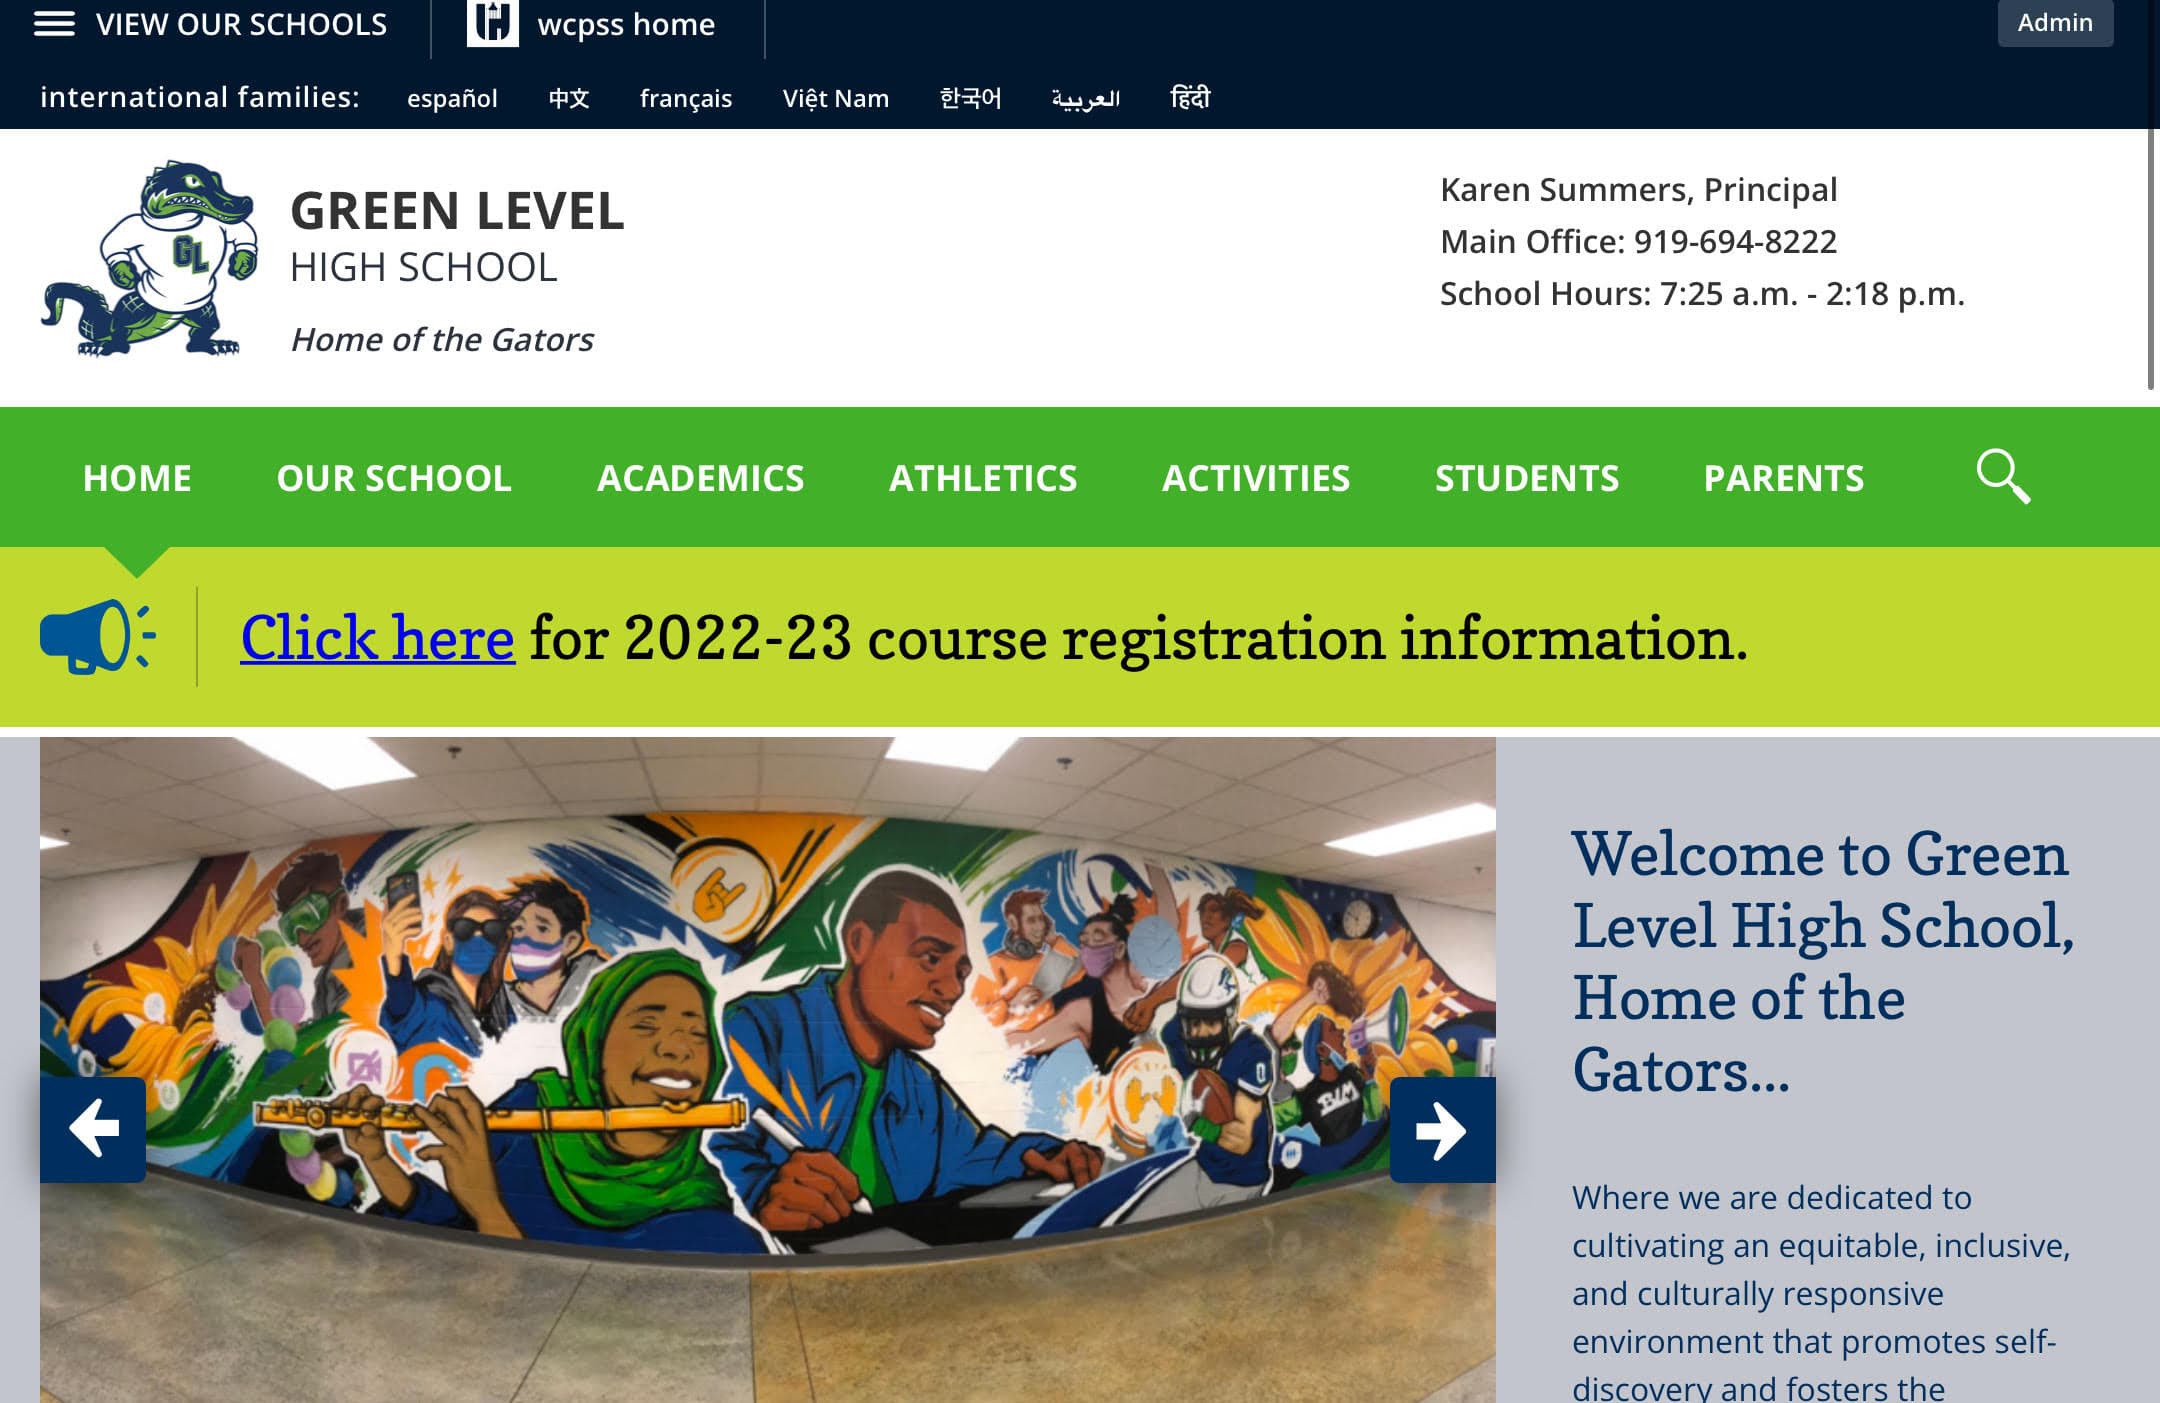 VIEW OUR SCHOOLS
wcpss home
Admin
international families: español 中文 français Việt Nam 한국어 العربية हिंदी
GL
GREEN LEVEL
HIGH SCHOOL
Home of the Gators
Karen Summers, Principal
Main Office: 919-694-8222
School Hours: 7:25 a.m. - 2:18 p.m.
HOME OUR SCHOOL ACADEMICS ATHLETICS ACTIVITIES STUDENTS PARENTS
Click here for 2022-23 course registration information.
0
BLM
Welcome to Green
Level High School,
Home of the
Gators...
Where we are dedicated to
cultivating an equitable, inclusive,
and culturally responsive
environment that promotes self-
discovery and fosters the